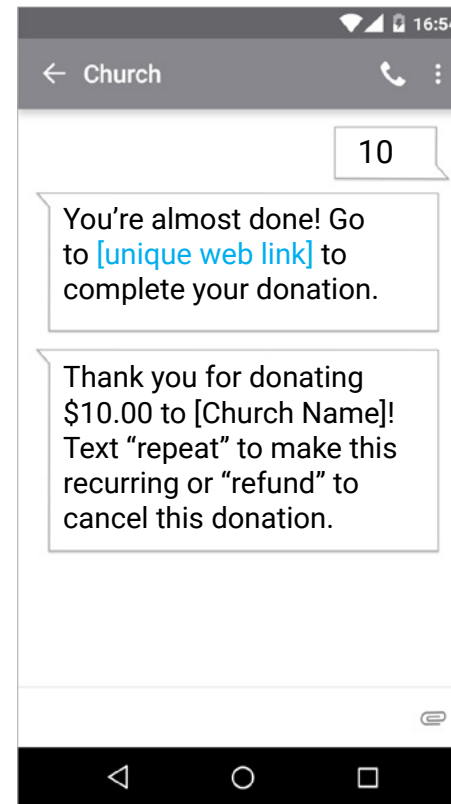 16:54
Church
10
You’re almost done! Go
to [unique web link] to
complete your donation.
Thank you for donating
$10.00 to [Church Name]!
Text “repeat” to make this
recurring or “refund” to
cancel this donation.